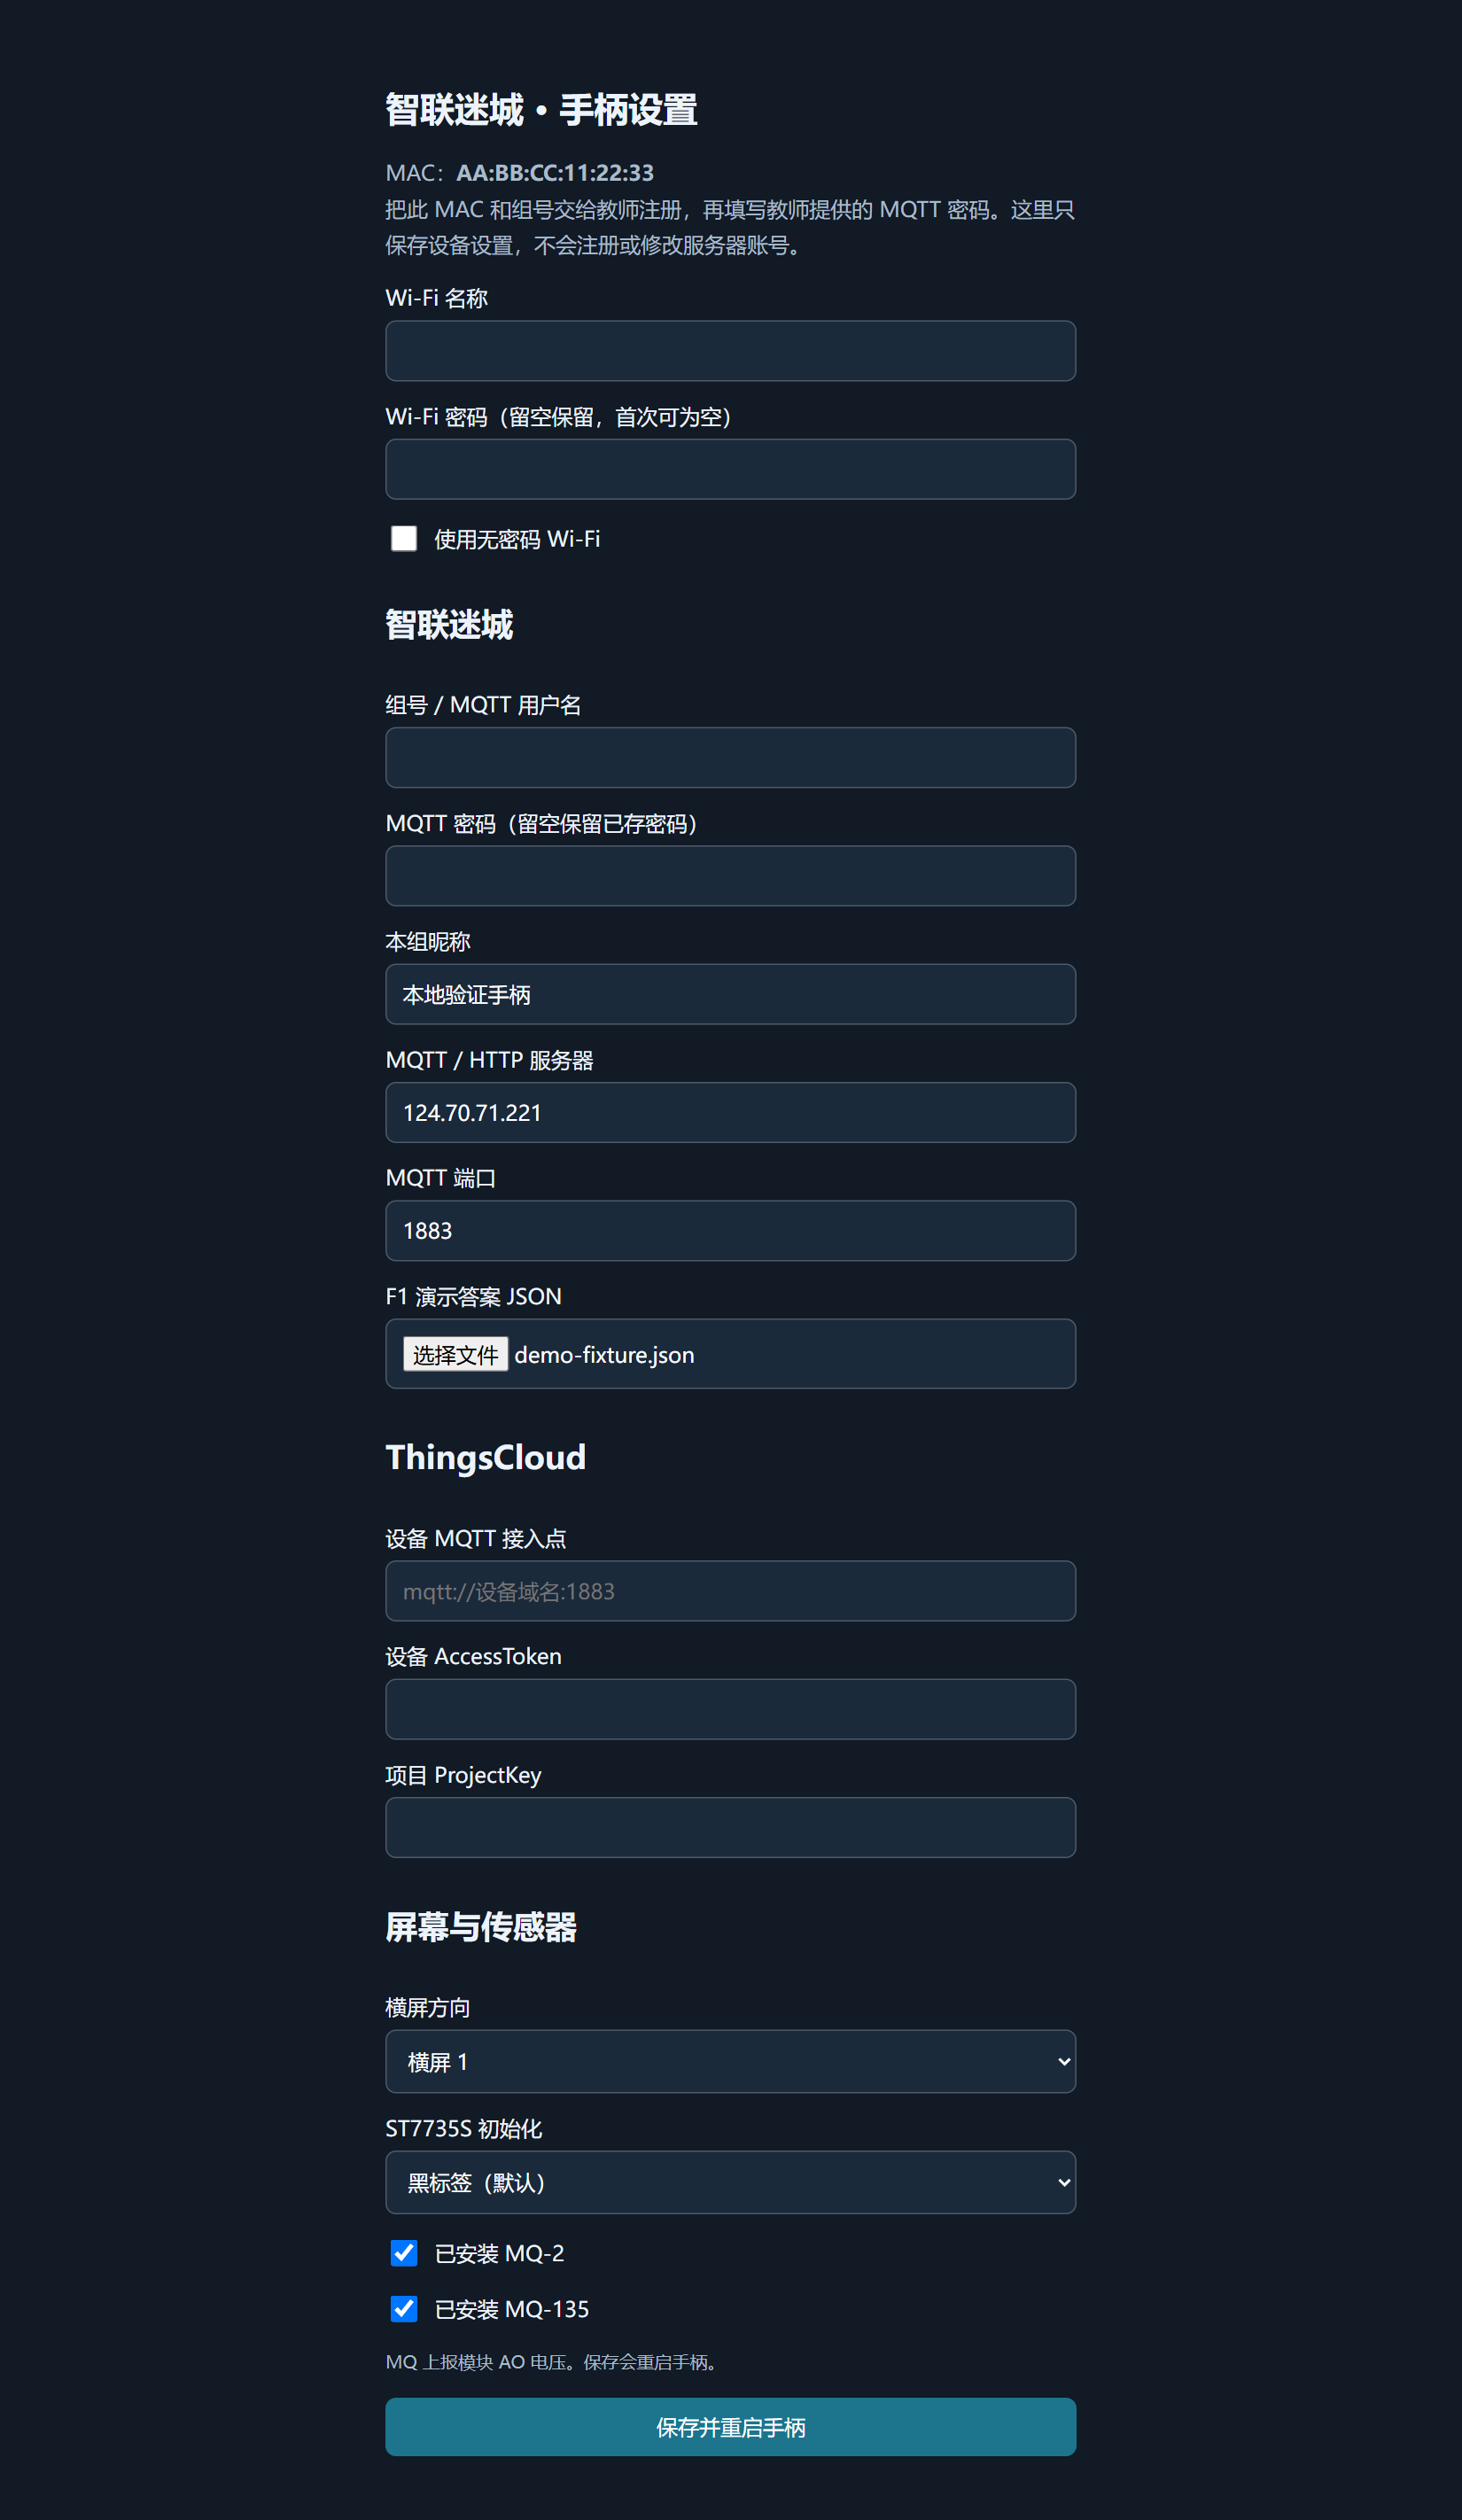 智联迷城 · 手柄设置
MAC：AA:BB:CC:11:22:33
把此 MAC 和组号交给教师注册，再填写教师提供的 MQTT 密码。这里只
保存设备设置，不会注册或修改服务器账号。
Wi-Fi 名称
Wi-Fi 密码（留空保留，首次可为空）
使用无密码 Wi-Fi
智联迷城
组号 / MQTT 用户名
MQTT 密码（留空保留已存密码）
本组昵称
本地验证手柄
MQTT / HTTP 服务器
124.70.71.221
MQTT 端口
1883
F1 演示答案 JSON
选择文件 demo-fixture.json
ThingsCloud
设备 MQTT 接入点
mqtt://设备域名:1883
设备 AccessToken
项目 ProjectKey
屏幕与传感器
横屏方向
横屏 1
ST7735S 初始化
黑标签（默认）
已安装 MQ-2
已安装 MQ-135
MQ 上报模块 AO 电压。保存会重启手柄。
保存并重启手柄